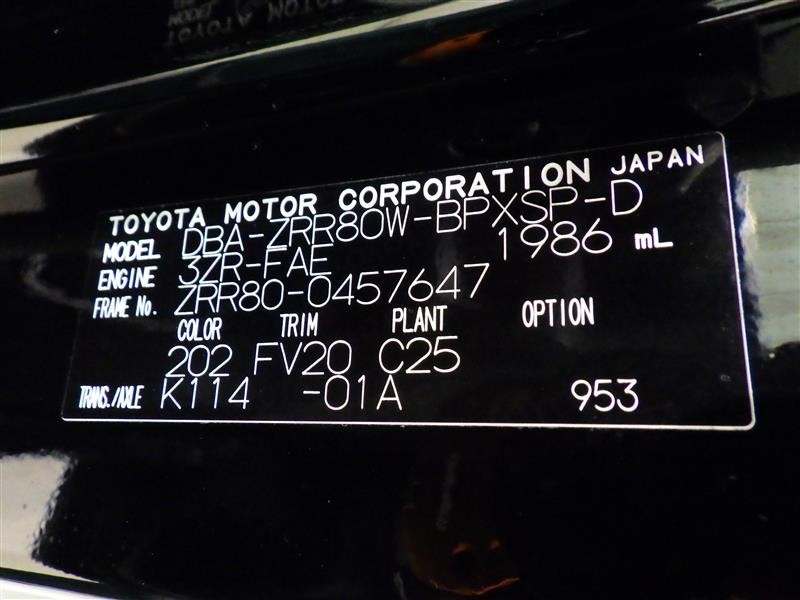 TOYOTA MOTOR CORPORATION JAPAN
MODEL DBA-ZRR80W-BPXSP-D
ENGINE 3ZR-FAE 1986 mL
FRAME No. ZRR80-0457647
COLOR TRIM PLANT OPTION
202 FV20 C25
TRANS./AXLE K114 -01A 953